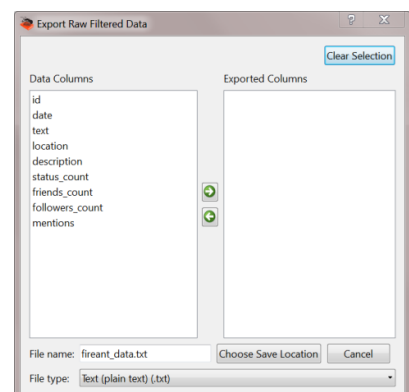 Export Raw Filtered Data
Clear Selection
Data Columns Exported Columns
id
date
text
location
description
status_count
friends_count
followers_count
mentions
File name: fireant_data.txt Choose Save Location Cancel
File type: Text (plain text) (.txt)